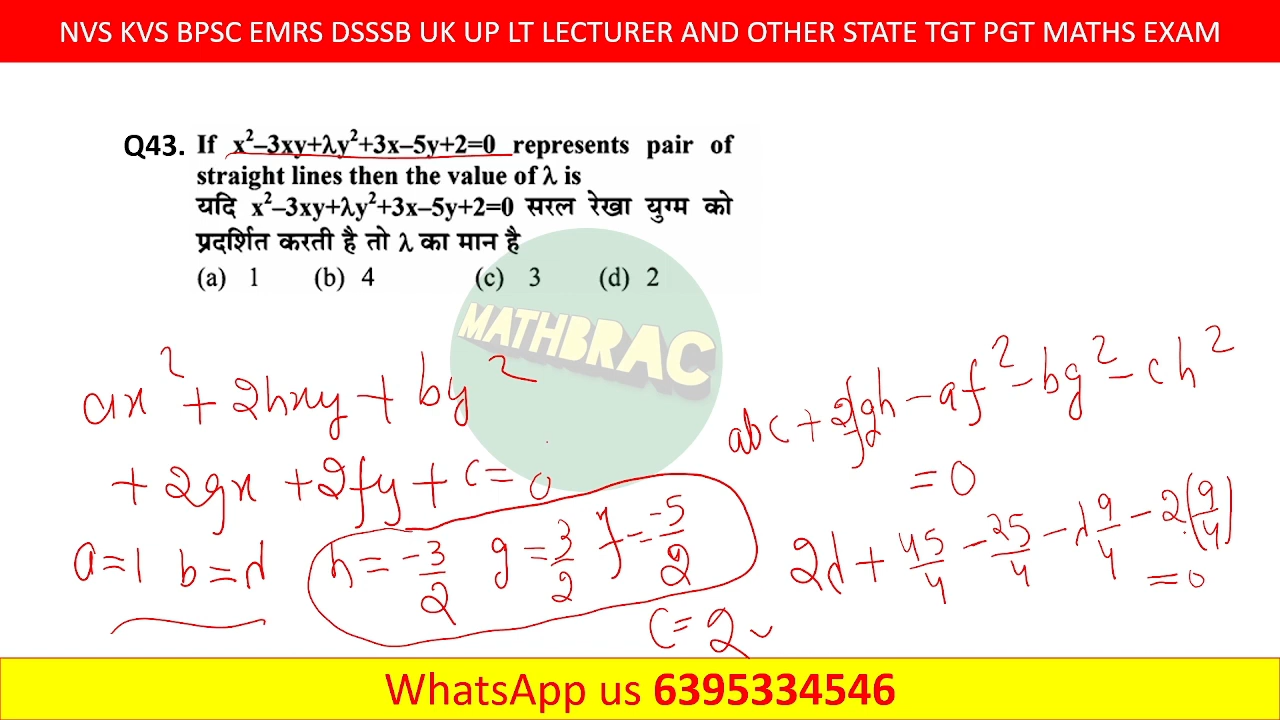 NVS KVS BPSC EMRS DSSSB UK UP LT LECTURER AND OTHER STATE TGT PGT MATHS EXAM
Q43. If x²–3xy+λy²+3x–5y+2=0 represents pair of
straight lines then the value of λ is
यदि x²–3xy+λy²+3x–5y+2=0 सरल रेखा युग्म को
प्रदर्शित करती है तो λ का मान है
(a) 1 (b) 4 (c) 3 (d) 2
MATHBRAC
ax² + 2hxy + by²
+ 2gx + 2fy + c = 0
a=1 b=λ
h = -3/2 g = 3/2 f = -5/2
c = 2
abc + 2fgh - af² - bg² - ch²
= 0
2λ + 45/4 - 25/4 - λ 9/4 - 2(9/4)
= 0
WhatsApp us 6395334546